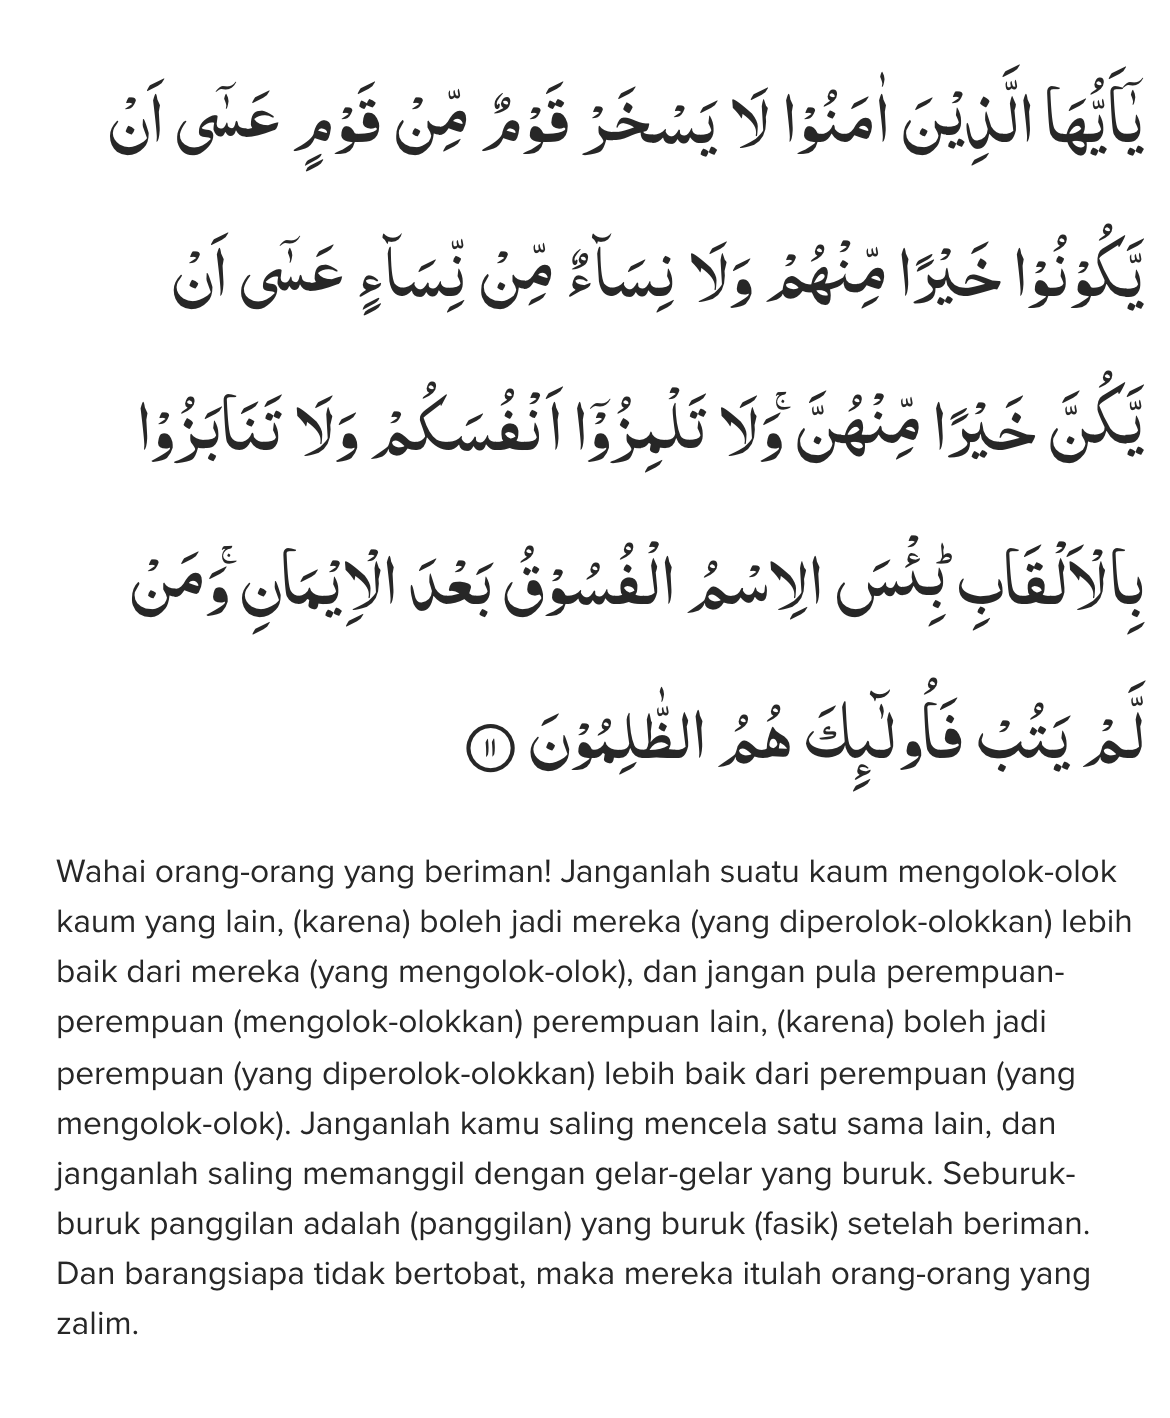 يٰٓاَيُّهَا الَّذِيْنَ اٰمَنُوْا لَا يَسْخَرْ قَوْمٌ مِّنْ قَوْمٍ عَسٰٓى اَنْ
يَّكُوْنُوْا خَيْرًا مِّنْهُمْ وَلَا نِسَاۤءٌ مِّنْ نِّسَاۤءٍ عَسٰٓى اَنْ
يَّكُنَّ خَيْرًا مِّنْهُنَّۚ وَلَا تَلْمِزُوْٓا اَنْفُسَكُمْ وَلَا تَنَابَزُوْا
بِالْاَلْقَابِۗ بِئْسَ الِاسْمُ الْفُسُوْقُ بَعْدَ الْاِيْمَانِۚ وَمَنْ
لَّمْ يَتُبْ فَاُولٰۤىِٕكَ هُمُ الظّٰلِمُوْنَ ١١
Wahai orang-orang yang beriman! Janganlah suatu kaum mengolok-olok
kaum yang lain, (karena) boleh jadi mereka (yang diperolok-olokkan) lebih
baik dari mereka (yang mengolok-olok), dan jangan pula perempuan-
perempuan (mengolok-olokkan) perempuan lain, (karena) boleh jadi
perempuan (yang diperolok-olokkan) lebih baik dari perempuan (yang
mengolok-olok). Janganlah kamu saling mencela satu sama lain, dan
janganlah saling memanggil dengan gelar-gelar yang buruk. Seburuk-
buruk panggilan adalah (panggilan) yang buruk (fasik) setelah beriman.
Dan barangsiapa tidak bertobat, maka mereka itulah orang-orang yang
zalim.